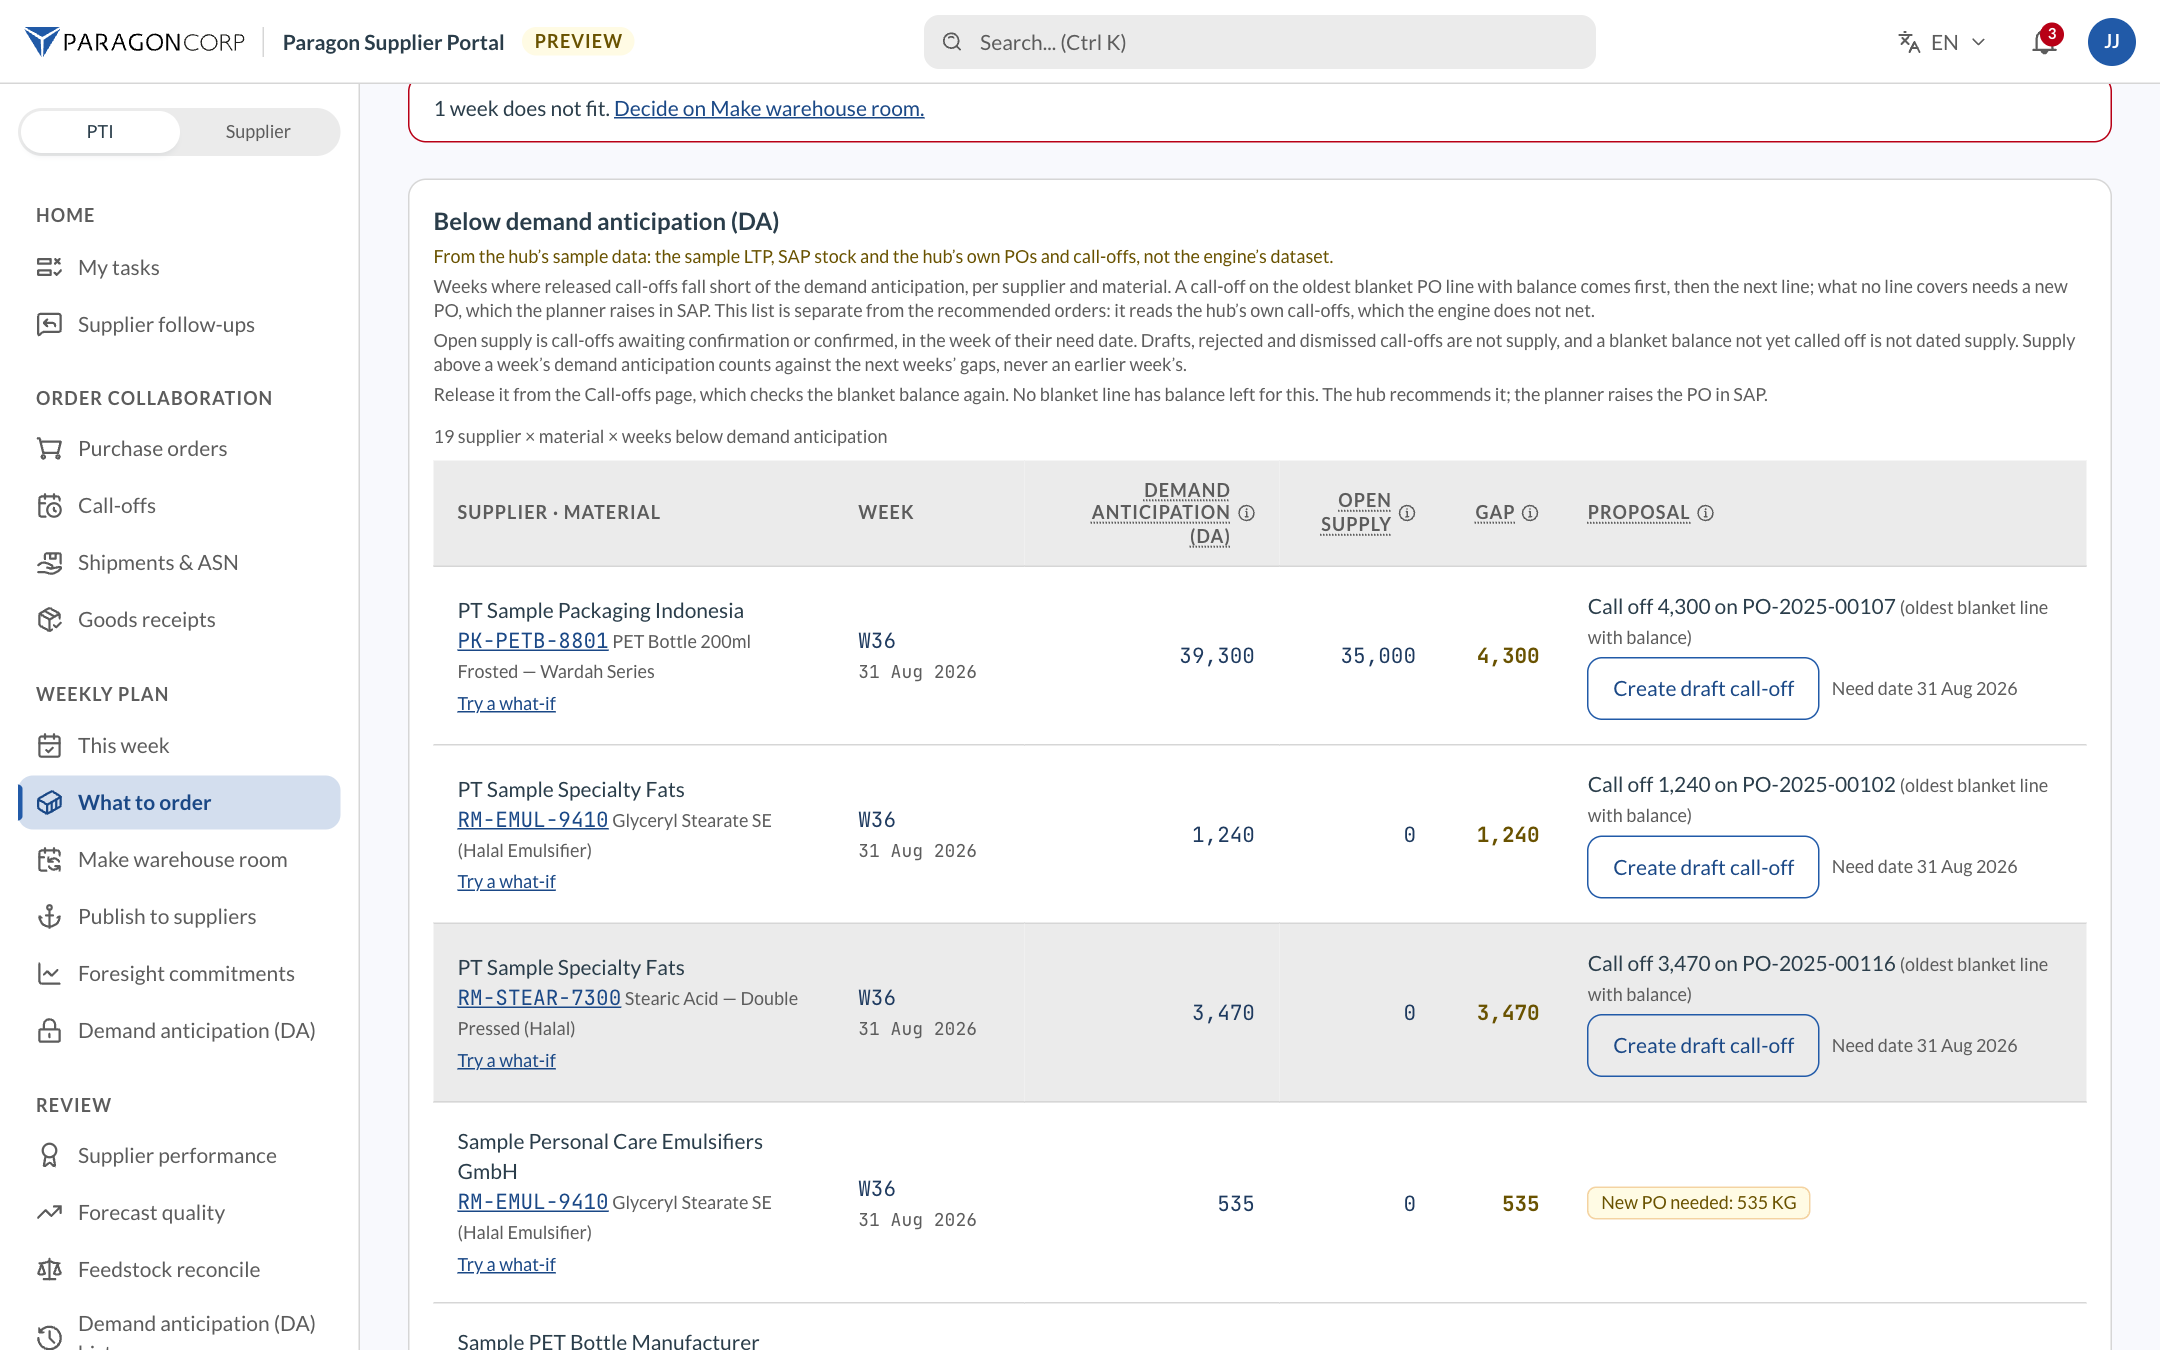 PARAGONCORP
Paragon Supplier Portal
PREVIEW
Search... (Ctrl K)
EN
3
JJ
PTI
Supplier
HOME
My tasks
Supplier follow-ups
ORDER COLLABORATION
Purchase orders
Call-offs
Shipments & ASN
Goods receipts
WEEKLY PLAN
This week
What to order
Make warehouse room
Publish to suppliers
Foresight commitments
Demand anticipation (DA)
REVIEW
Supplier performance
Forecast quality
Feedstock reconcile
Demand anticipation (DA)
1 week does not fit. Decide on Make warehouse room.
Below demand anticipation (DA)
From the hub’s sample data: the sample LTP, SAP stock and the hub’s own POs and call-offs, not the engine’s dataset.
Weeks where released call-offs fall short of the demand anticipation, per supplier and material. A call-off on the oldest blanket PO line with balance comes first, then the next line; what no line covers needs a new
PO, which the planner raises in SAP. This list is separate from the recommended orders: it reads the hub’s own call-offs, which the engine does not net.
Open supply is call-offs awaiting confirmation or confirmed, in the week of their need date. Drafts, rejected and dismissed call-offs are not supply, and a blanket balance not yet called off is not dated supply. Supply
above a week’s demand anticipation counts against the next weeks’ gaps, never an earlier week’s.
Release it from the Call-offs page, which checks the blanket balance again. No blanket line has balance left for this. The hub recommends it; the planner raises the PO in SAP.
19 supplier × material × weeks below demand anticipation
SUPPLIER · MATERIAL
WEEK
DEMAND
ANTICIPATION
(DA)
OPEN
SUPPLY
GAP
PROPOSAL
PT Sample Packaging Indonesia
PK-PETB-8801 PET Bottle 200ml
Frosted — Wardah Series
Try a what-if
W36
31 Aug 2026
39,300
35,000
4,300
Call off 4,300 on PO-2025-00107 (oldest blanket line
with balance)
Create draft call-off
Need date 31 Aug 2026
PT Sample Specialty Fats
RM-EMUL-9410 Glyceryl Stearate SE
(Halal Emulsifier)
Try a what-if
W36
31 Aug 2026
1,240
0
1,240
Call off 1,240 on PO-2025-00102 (oldest blanket line
with balance)
Create draft call-off
Need date 31 Aug 2026
PT Sample Specialty Fats
RM-STEAR-7300 Stearic Acid — Double
Pressed (Halal)
Try a what-if
W36
31 Aug 2026
3,470
0
3,470
Call off 3,470 on PO-2025-00116 (oldest blanket line
with balance)
Create draft call-off
Need date 31 Aug 2026
Sample Personal Care Emulsifiers
GmbH
RM-EMUL-9410 Glyceryl Stearate SE
(Halal Emulsifier)
Try a what-if
W36
31 Aug 2026
535
0
535
New PO needed: 535 KG
Sample PET Bottle Manufacturer